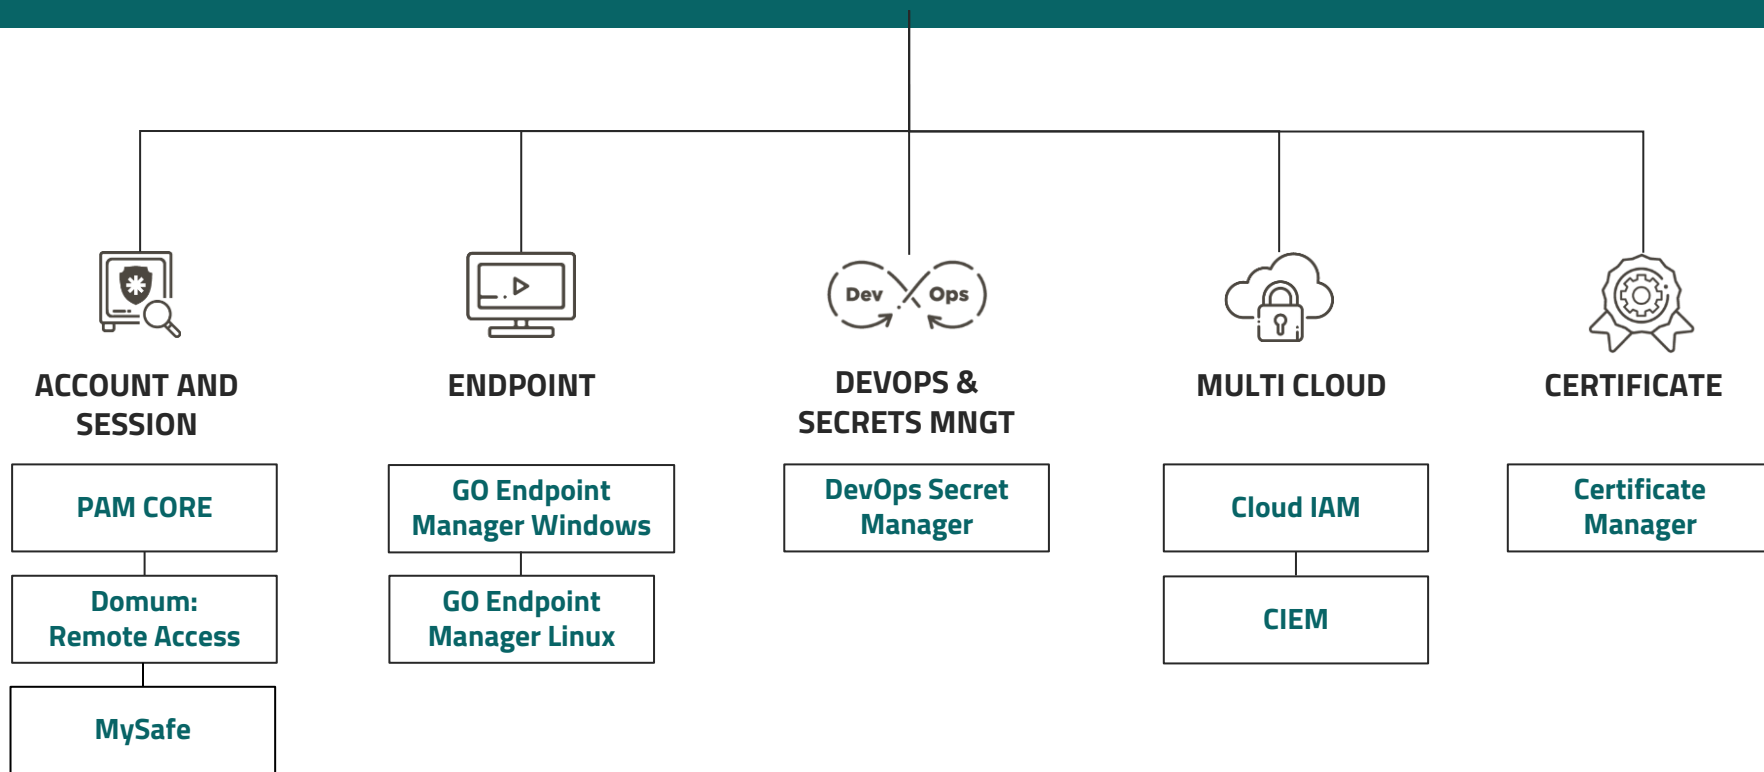 Dev
Ops
ACCOUNT AND
SESSION
ENDPOINT
DEVOPS &
SECRETS MNGT
MULTI CLOUD
CERTIFICATE
PAM CORE
Domum:
Remote Access
MySafe
GO Endpoint
Manager Windows
GO Endpoint
Manager Linux
DevOps Secret
Manager
Cloud IAM
CIEM
Certificate
Manager